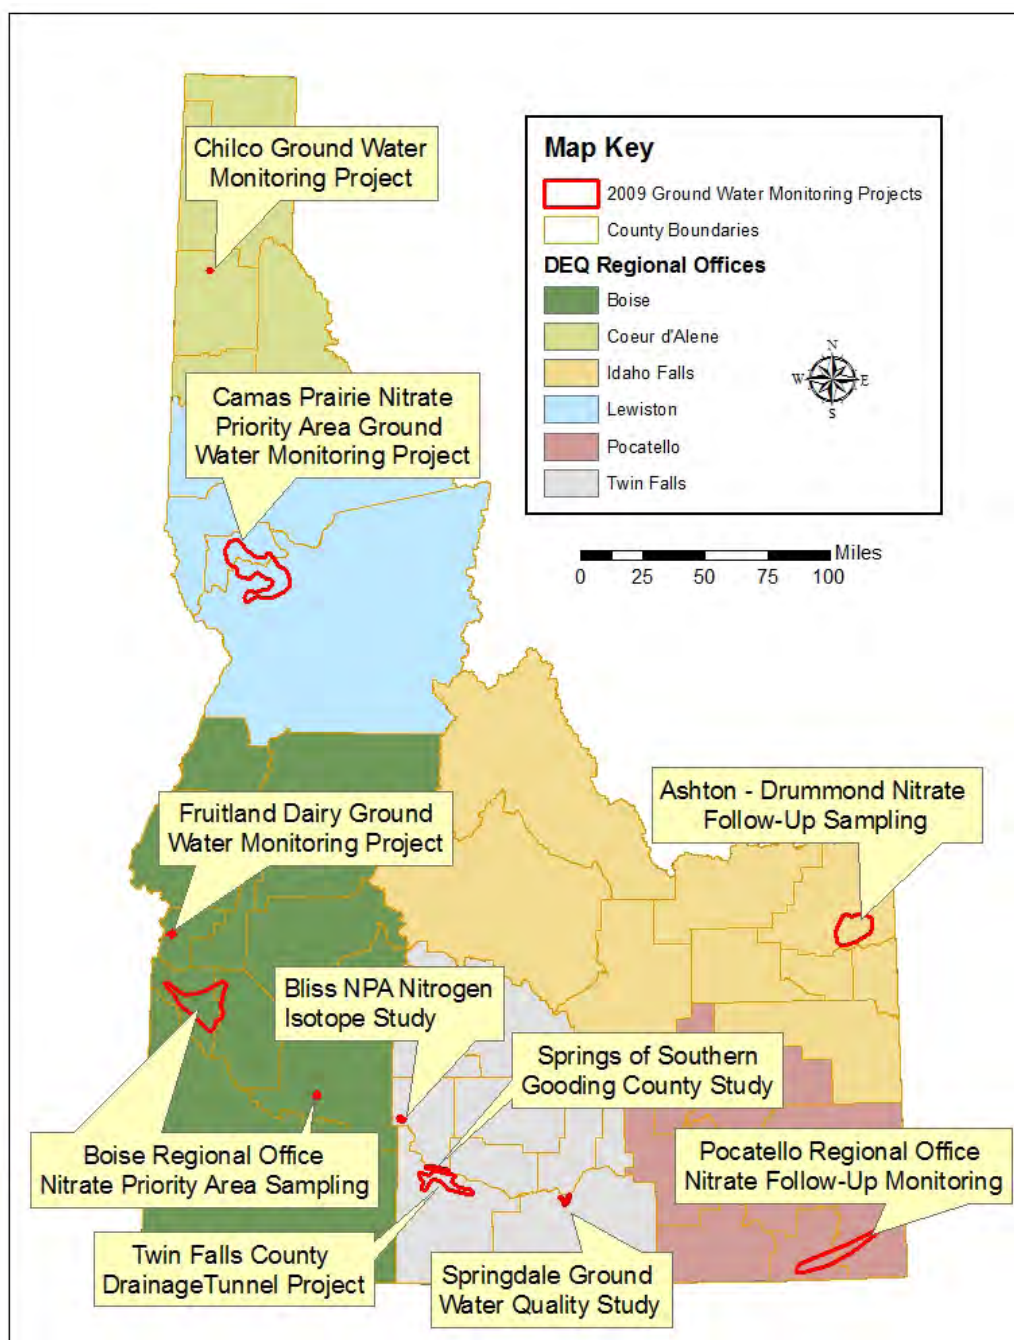 Chilco Ground Water
Monitoring Project
Map Key
2009 Ground Water Monitoring Projects
County Boundaries
DEQ Regional Offices
Boise
Coeur d'Alene
Idaho Falls
Lewiston
Pocatello
Twin Falls
N
W E
S
Camas Prairie Nitrate
Priority Area Ground
Water Monitoring Project
Miles
0 25 50 75 100
Ashton - Drummond Nitrate
Follow-Up Sampling
Fruitland Dairy Ground
Water Monitoring Project
Bliss NPA Nitrogen
Isotope Study
Springs of Southern
Gooding County Study
Boise Regional Office
Nitrate Priority Area Sampling
Pocatello Regional Office
Nitrate Follow-Up Monitoring
Twin Falls County
DrainageTunnel Project
Springdale Ground
Water Quality Study